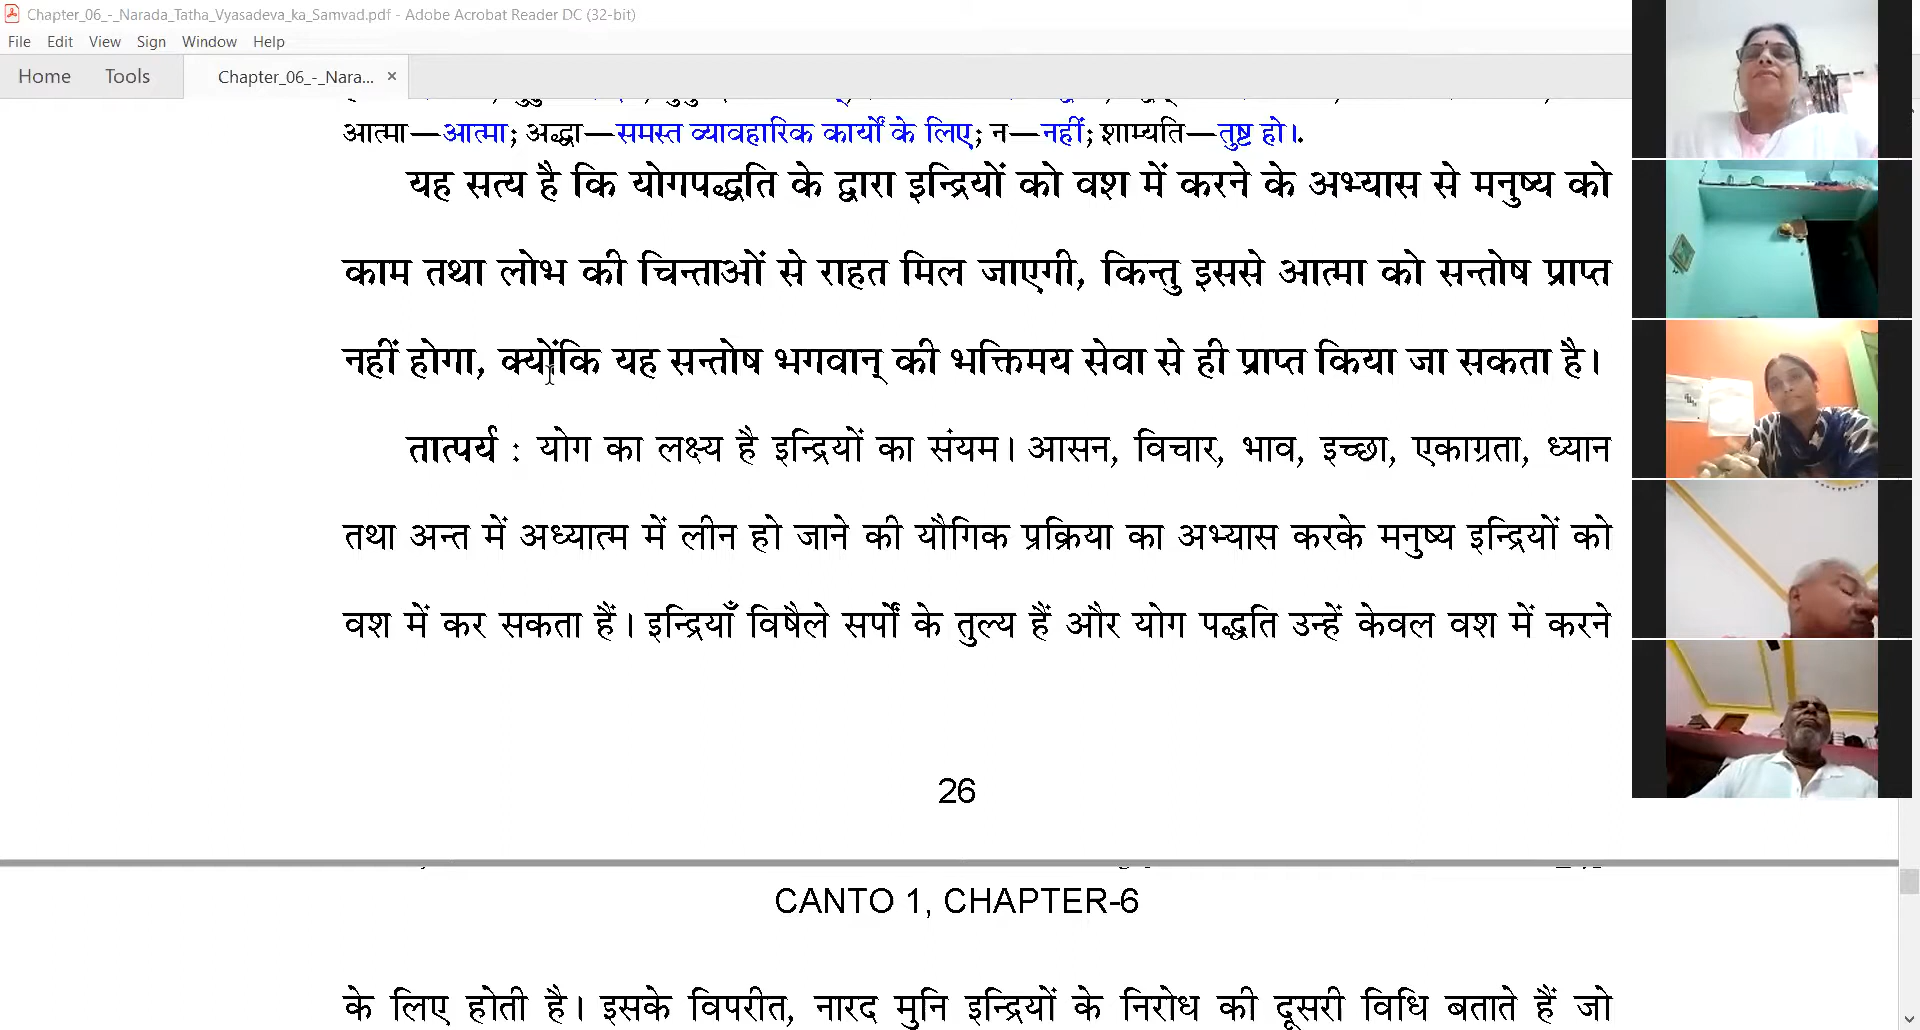 Chapter_06_-_Narada_Tatha_Vyasadeva_ka_Samvad.pdf - Adobe Acrobat Reader DC (32-bit)
File Edit View Sign Window Help
Home Tools Chapter_06_-_Nara... ×
आत्मा—आत्मा; अद्धा—समस्त व्यावहारिक कार्यों के लिए; न—नहीं; शाम्यति—तुष्ट हो।.
यह सत्य है कि योगपद्धति के द्वारा इन्द्रियों को वश में करने के अभ्यास से मनुष्य को
काम तथा लोभ की चिन्ताओं से राहत मिल जाएगी, किन्तु इससे आत्मा को सन्तोष प्राप्त
नहीं होगा, क्योंकि यह सन्तोष भगवान् की भक्तिमय सेवा से ही प्राप्त किया जा सकता है।
तात्पर्य : योग का लक्ष्य है इन्द्रियों का संयम। आसन, विचार, भाव, इच्छा, एकाग्रता, ध्यान
तथा अन्त में अध्यात्म में लीन हो जाने की यौगिक प्रक्रिया का अभ्यास करके मनुष्य इन्द्रियों को
वश में कर सकता हैं। इन्द्रियाँ विषैले सर्पों के तुल्य हैं और योग पद्धति उन्हें केवल वश में करने
26
CANTO 1, CHAPTER-6
के लिए होती है। इसके विपरीत, नारद मुनि इन्द्रियों के निरोध की दूसरी विधि बताते हैं जो